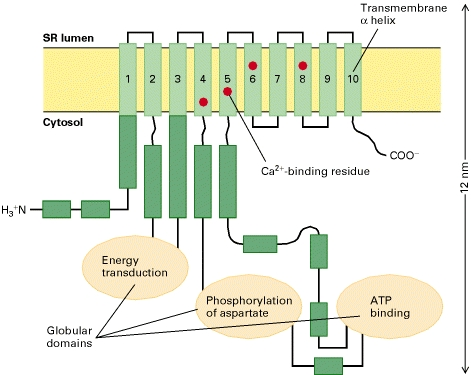 Transmembrane
α helix
SR lumen
1 2 3 4 5 6 7 8 9 10
Cytosol
COO⁻
Ca²⁺-binding residue
12 nm
H₃⁺N
Energy
transduction
Phosphorylation
of aspartate
ATP
binding
Globular
domains